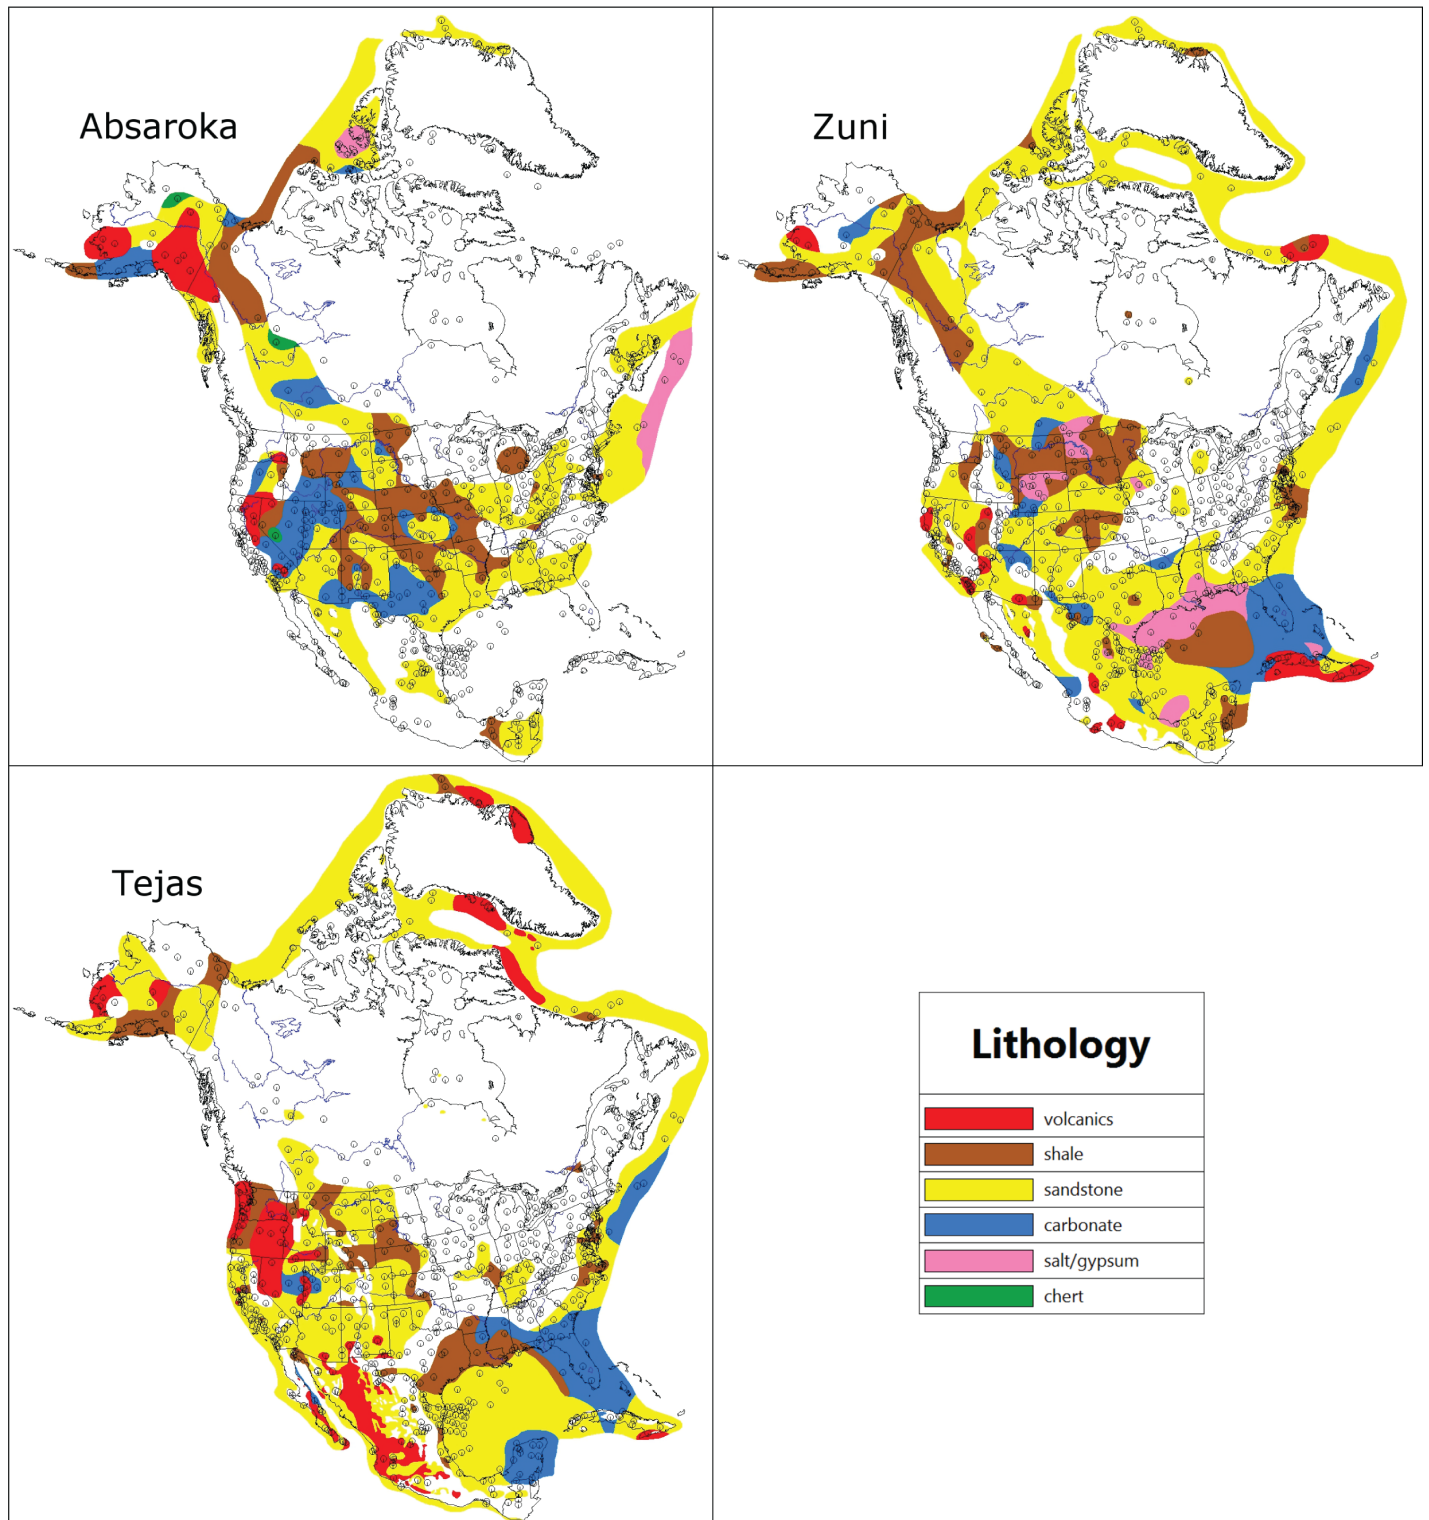 Absaroka
Zuni
Tejas
Lithology
volcanics
shale
sandstone
carbonate
salt/gypsum
chert